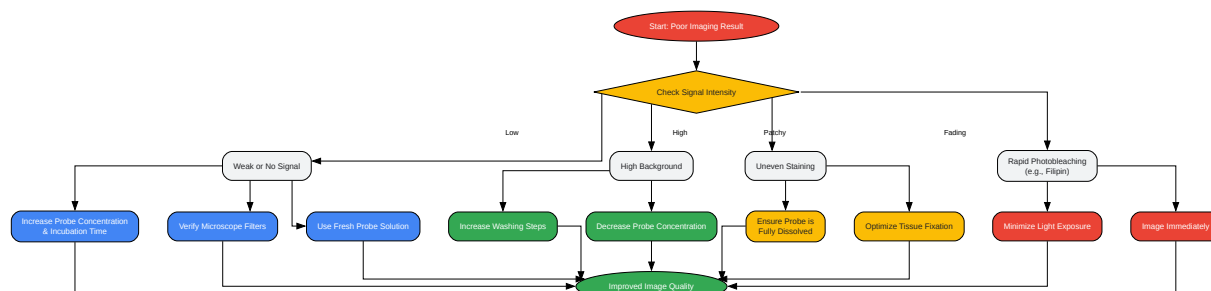 Start: Poor Imaging Result
Check Signal Intensity
Low
High
Patchy
Fading
Weak or No Signal
High Background
Uneven Staining
Rapid Photobleaching
(e.g., Filipin)
Increase Probe Concentration
& Incubation Time
Verify Microscope Filters
Use Fresh Probe Solution
Increase Washing Steps
Decrease Probe Concentration
Ensure Probe is
Fully Dissolved
Optimize Tissue Fixation
Minimize Light Exposure
Image Immediately
Improved Image Quality